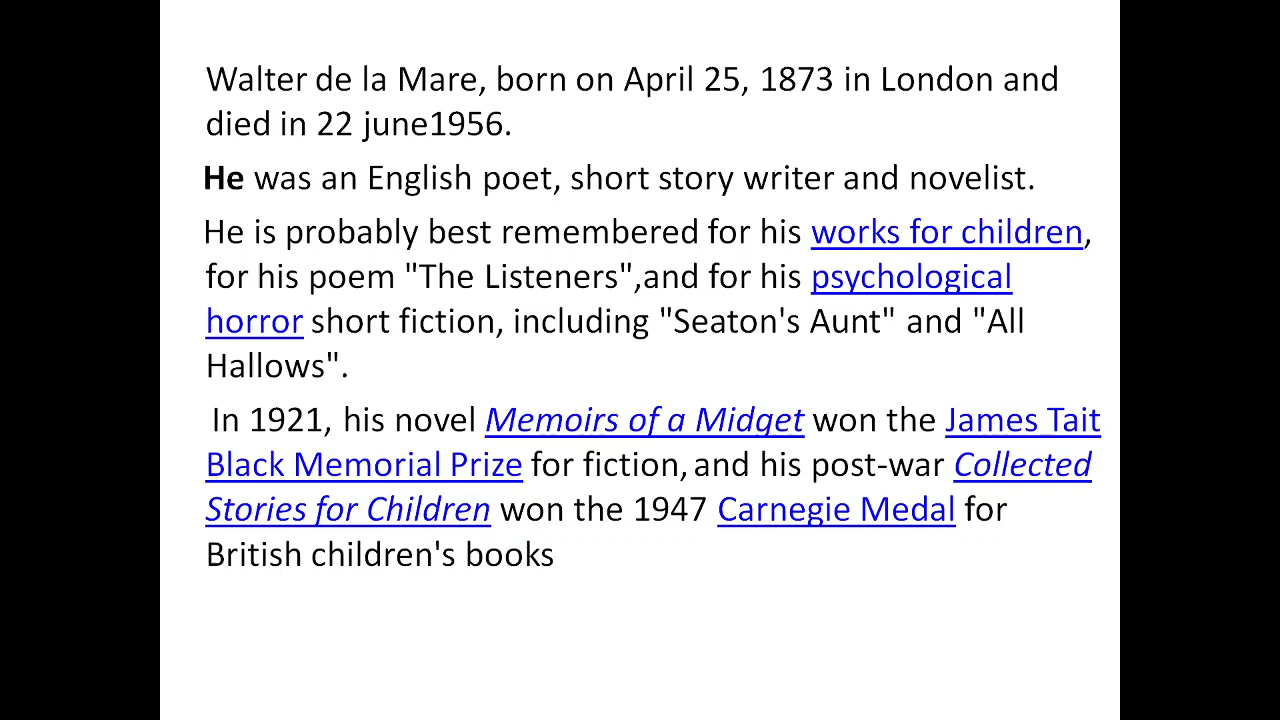 Walter de la Mare, born on April 25, 1873 in London and
died in 22 june1956.
He was an English poet, short story writer and novelist.
He is probably best remembered for his works for children,
for his poem "The Listeners",and for his psychological
horror short fiction, including "Seaton's Aunt" and "All
Hallows".
In 1921, his novel Memoirs of a Midget won the James Tait
Black Memorial Prize for fiction, and his post-war Collected
Stories for Children won the 1947 Carnegie Medal for
British children's books